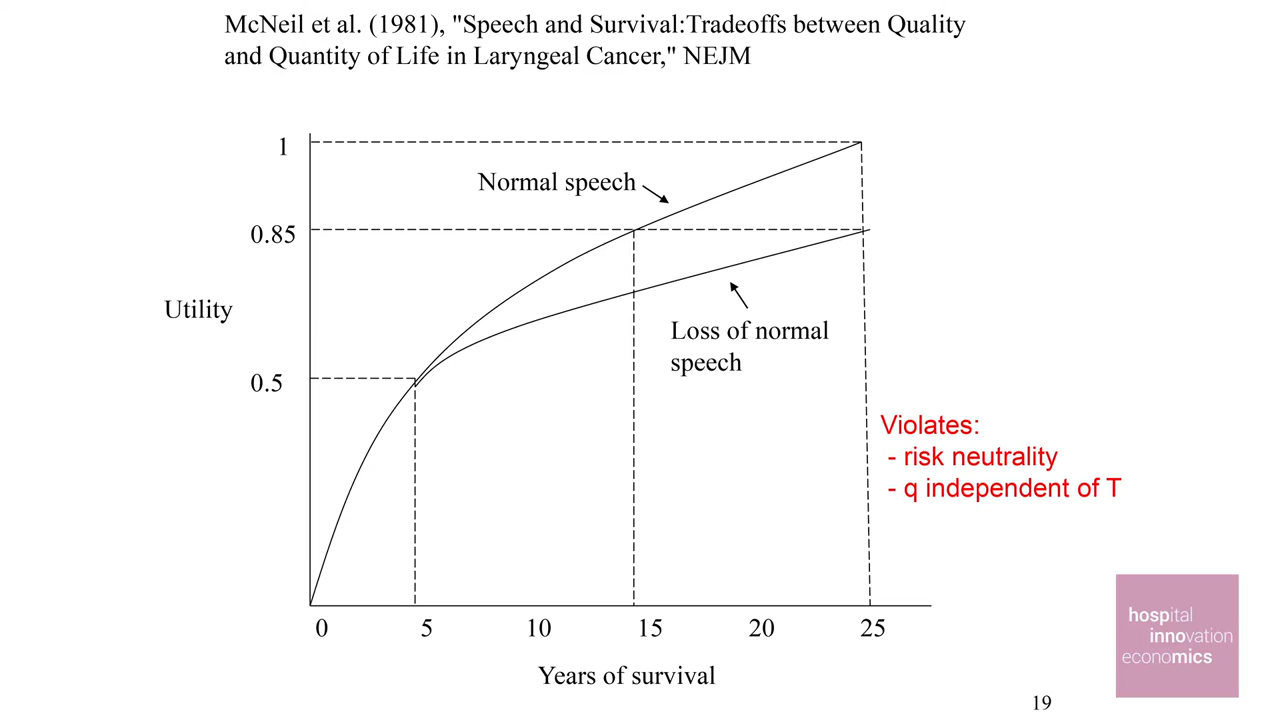 McNeil et al. (1981), "Speech and Survival:Tradeoffs between Quality
and Quantity of Life in Laryngeal Cancer," NEJM
1
Normal speech
0.85
Utility
Loss of normal
speech
0.5
Violates:
- risk neutrality
- q independent of T
0 5 10 15 20 25
Years of survival
hospital
innovation
economics
19